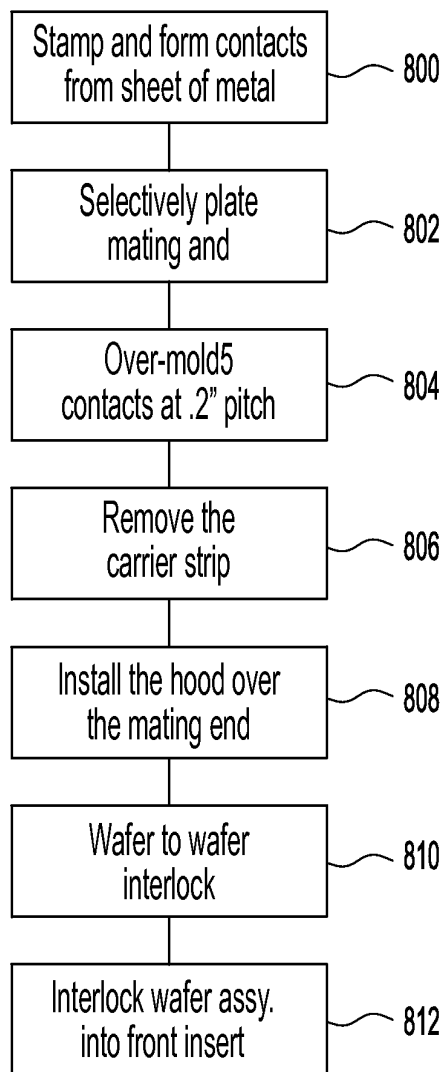 Stamp and form contacts
from sheet of metal
800
Selectively plate
mating and
802
Over-mold5
contacts at .2” pitch
804
Remove the
carrier strip
806
Install the hood over
the mating end
808
Wafer to wafer
interlock
810
Interlock wafer assy.
into front insert
812